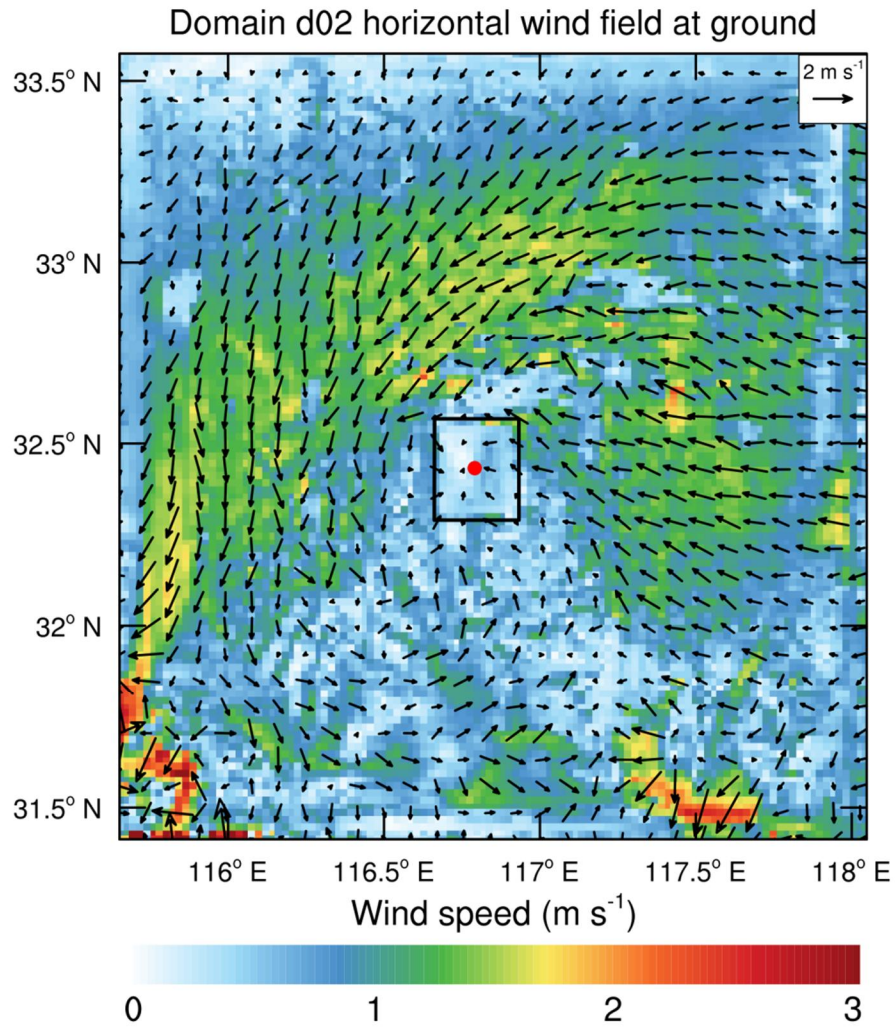 Domain d02 horizontal wind field at ground
2 m s⁻¹
33.5° N
33° N
32.5° N
32° N
31.5° N
116° E 116.5° E 117° E 117.5° E 118° E
Wind speed (m s⁻¹)
0 1 2 3